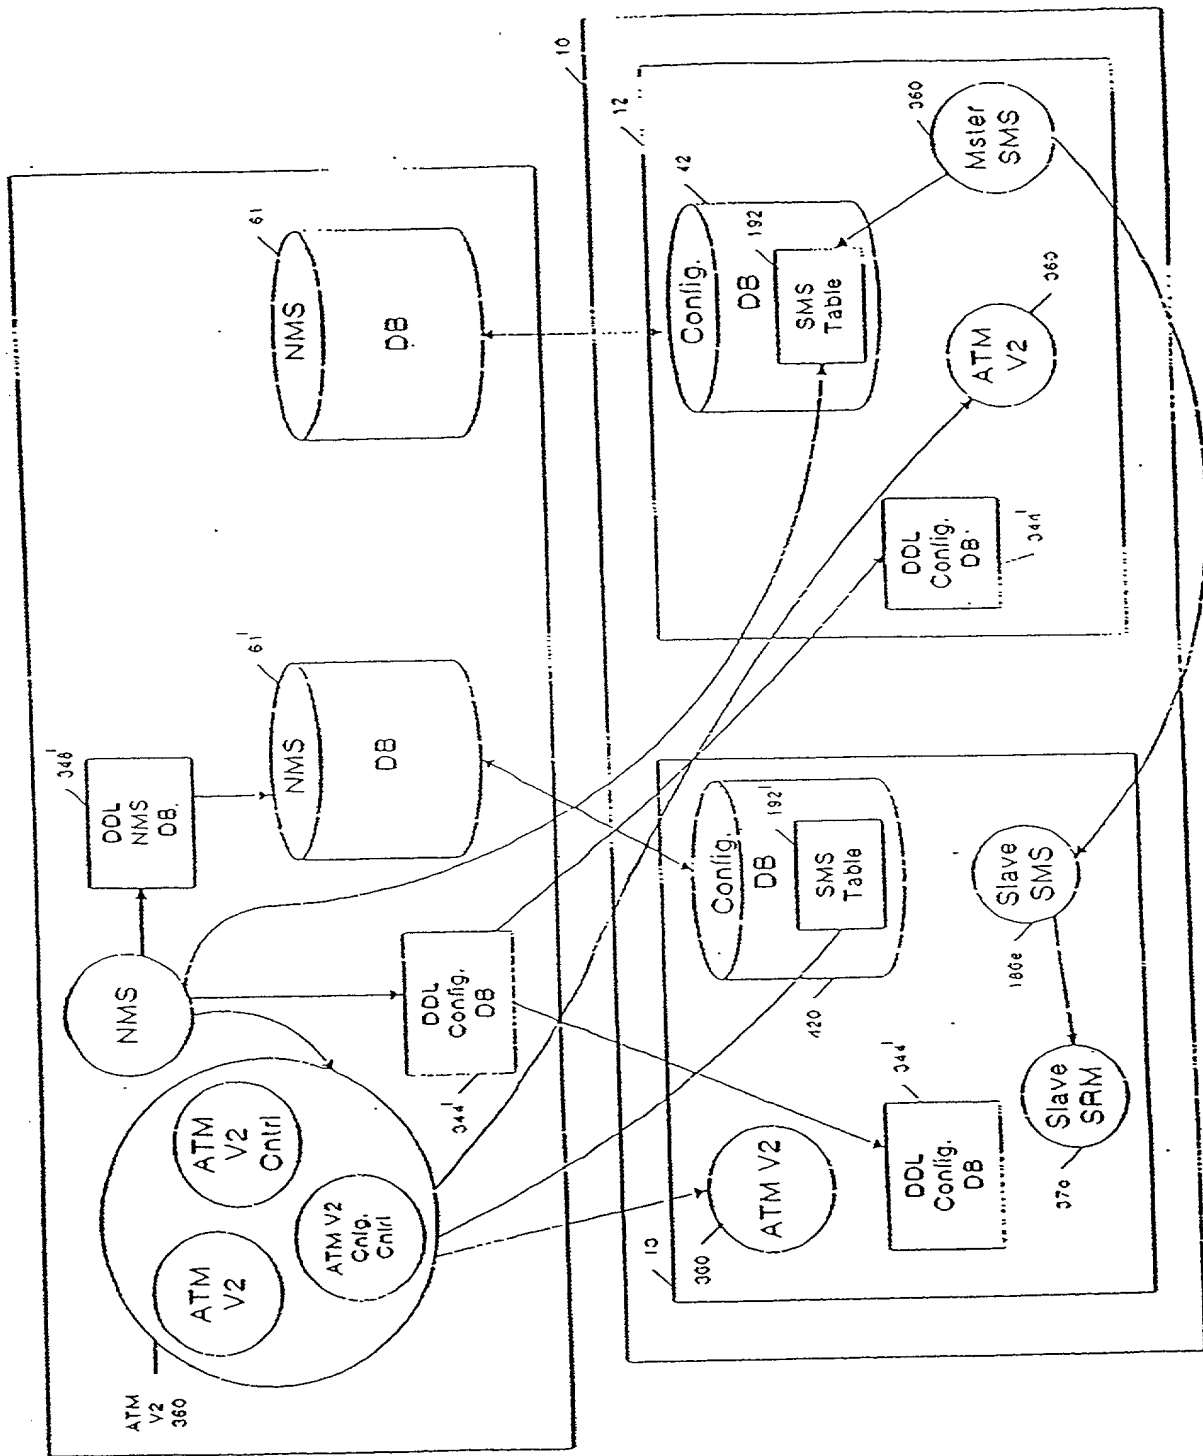 ATM
V2
360
ATM
V2
ATM
V2
Cntrl
ATM V2
Cnfg.
Cntrl
NMS
DDL
NMS
DB.
348'
DDL
Config.
DB
344'
NMS
DB
61'
NMS
DB
61
10
13
ATM V2
360
DDL
Config.
DB
344'
Config.
DB
SMS
Table
192'
420
Slave
SMS
180e
Slave
SRM
37a
12
Config.
DB
SMS
Table
192
42
DDL
Config.
DB.
344'
ATM
V2
360
Mster
SMS
360